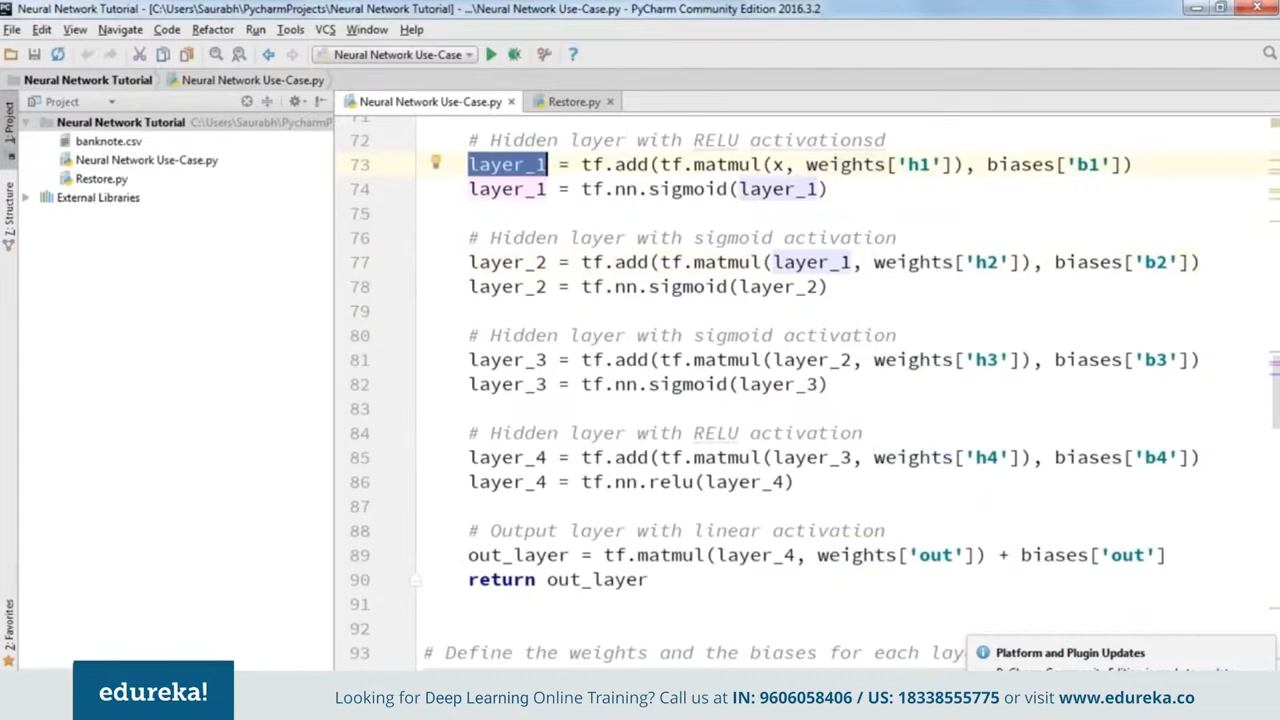 Neural Network Tutorial - [C:\Users\Saurabh\PycharmProjects\Neural Network Tutorial] - ...\Neural Network Use-Case.py - PyCharm Community Edition 2016.3.2
File Edit View Navigate Code Refactor Run Tools VCS Window Help
Neural Network Use-Case
Neural Network Tutorial Neural Network Use-Case.py
Project
Neural Network Use-Case.py Restore.py
Neural Network Tutorial C:\Users\Saurabh\PycharmP
banknote.csv
Neural Network Use-Case.py
Restore.py
External Libraries
1: Project
Z: Structure
2: Favorites
71
72 # Hidden layer with RELU activationsd
73 layer_1 = tf.add(tf.matmul(x, weights['h1']), biases['b1'])
74 layer_1 = tf.nn.sigmoid(layer_1)
75
76 # Hidden layer with sigmoid activation
77 layer_2 = tf.add(tf.matmul(layer_1, weights['h2']), biases['b2'])
78 layer_2 = tf.nn.sigmoid(layer_2)
79
80 # Hidden layer with sigmoid activation
81 layer_3 = tf.add(tf.matmul(layer_2, weights['h3']), biases['b3'])
82 layer_3 = tf.nn.sigmoid(layer_3)
83
84 # Hidden layer with RELU activation
85 layer_4 = tf.add(tf.matmul(layer_3, weights['h4']), biases['b4'])
86 layer_4 = tf.nn.relu(layer_4)
87
88 # Output layer with linear activation
89 out_layer = tf.matmul(layer_4, weights['out']) + biases['out']
90 return out_layer
91
92
93 # Define the weights and the biases for each lay
Platform and Plugin Updates
edureka!
Looking for Deep Learning Online Training? Call us at IN: 9606058406 / US: 18338555775 or visit www.edureka.co